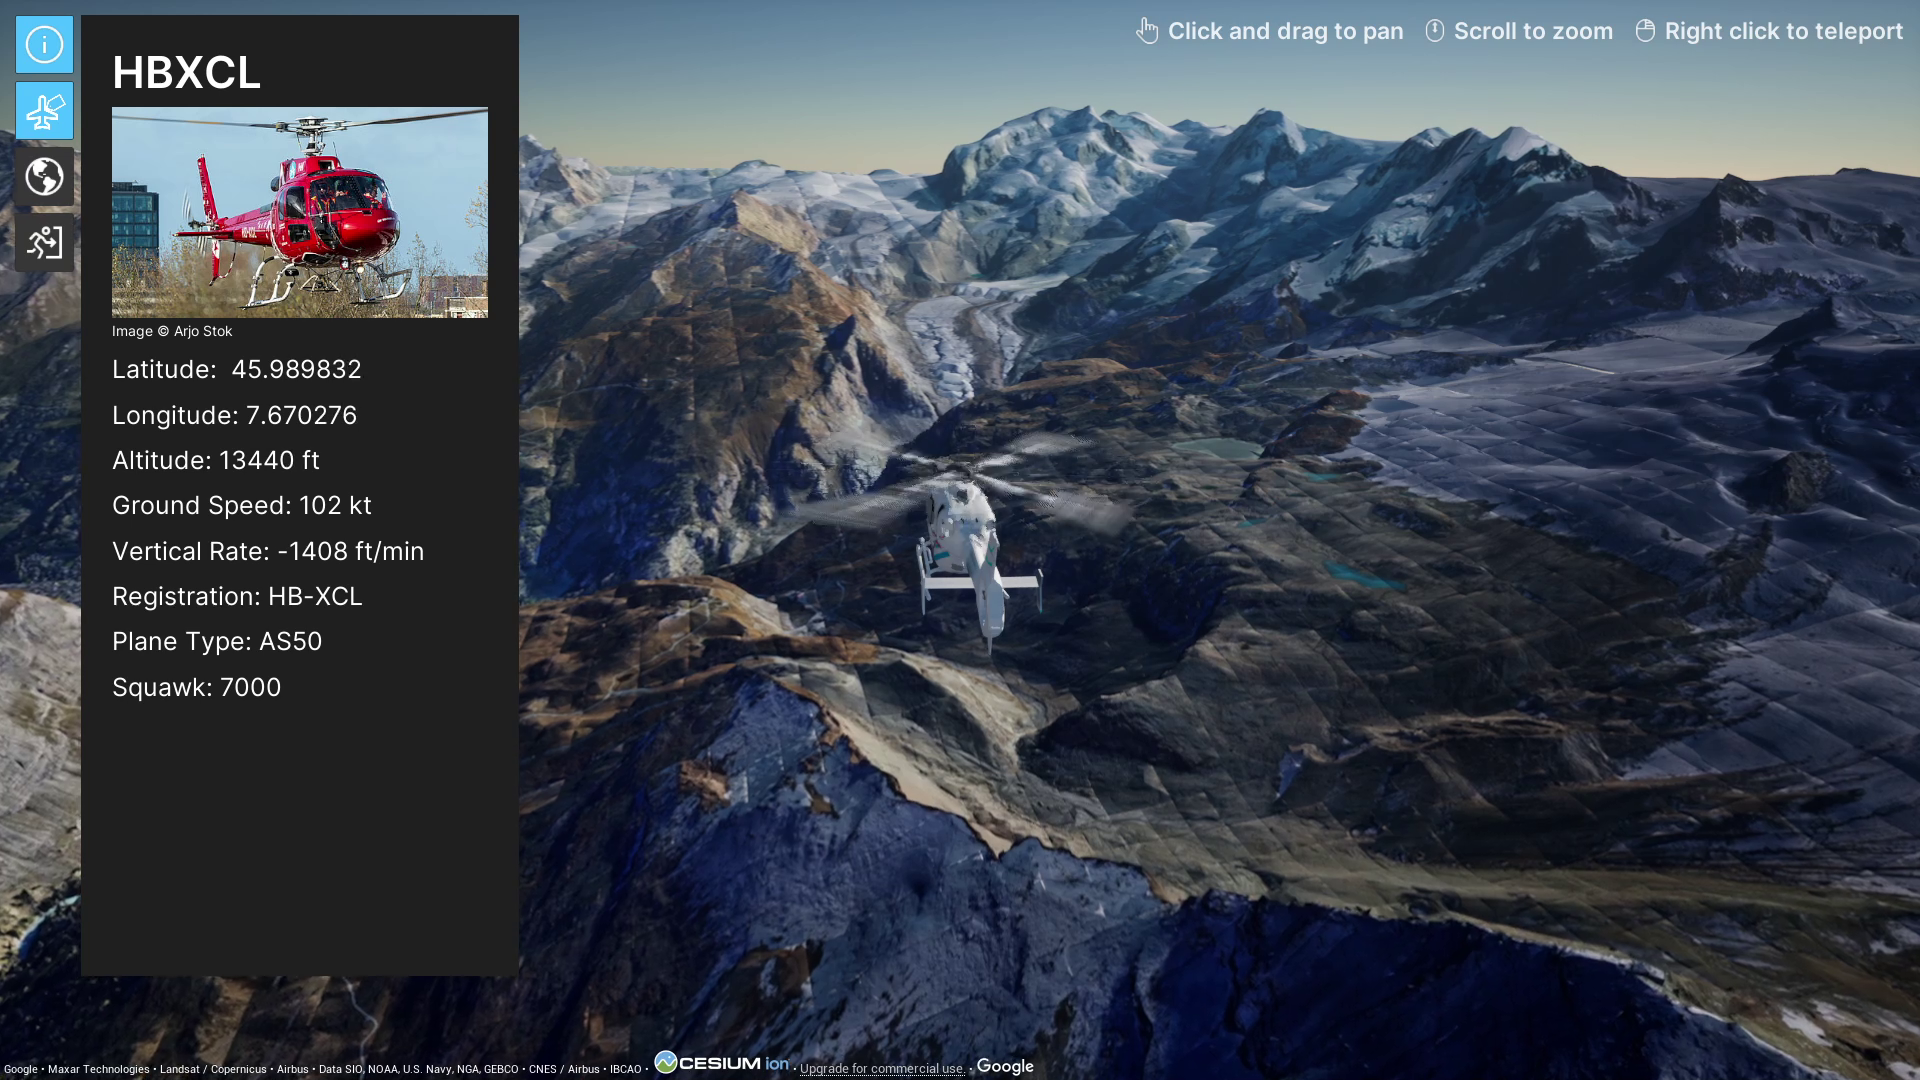 Click and drag to pan Scroll to zoom Right click to teleport
HBXCL
Image © Arjo Stok
Latitude: 45.989832
Longitude: 7.670276
Altitude: 13440 ft
Ground Speed: 102 kt
Vertical Rate: -1408 ft/min
Registration: HB-XCL
Plane Type: AS50
Squawk: 7000
Google • Maxar Technologies • Landsat / Copernicus • Airbus • Data SIO, NOAA, U.S. Navy, NGA, GEBCO • CNES / Airbus • IBCAO • CESIUM ion • Upgrade for commercial use. • Google